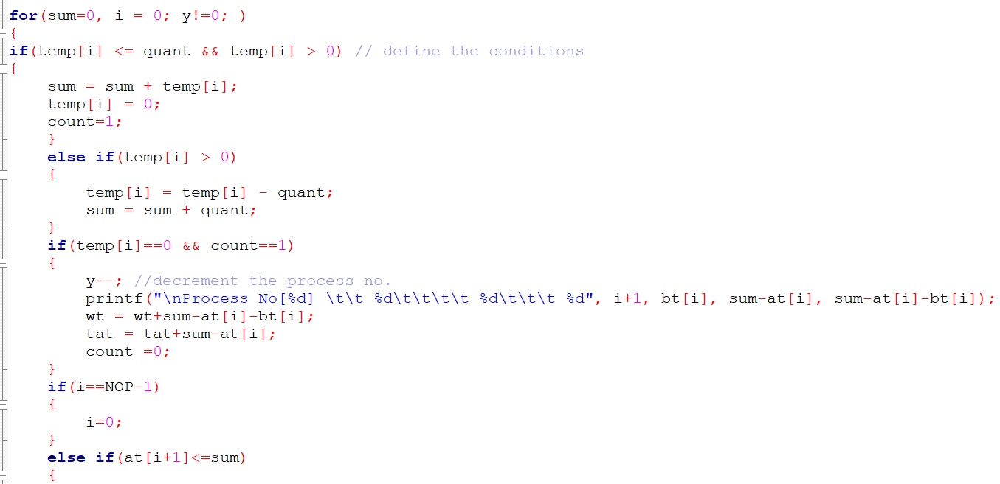 for(sum=0, i = 0; y!=0; )
{
if(temp[i] <= quant && temp[i] > 0) // define the conditions
{
    sum = sum + temp[i];
    temp[i] = 0;
    count=1;
    }
    else if(temp[i] > 0)
    {
        temp[i] = temp[i] - quant;
        sum = sum + quant;
    }
    if(temp[i]==0 && count==1)
    {
        y--; //decrement the process no.
        printf("\nProcess No[%d] \t\t %d\t\t\t\t %d\t\t\t %d", i+1, bt[i], sum-at[i], sum-at[i]-bt[i]);
        wt = wt+sum-at[i]-bt[i];
        tat = tat+sum-at[i];
        count =0;
    }
    if(i==NOP-1)
    {
        i=0;
    }
    else if(at[i+1]<=sum)
    {